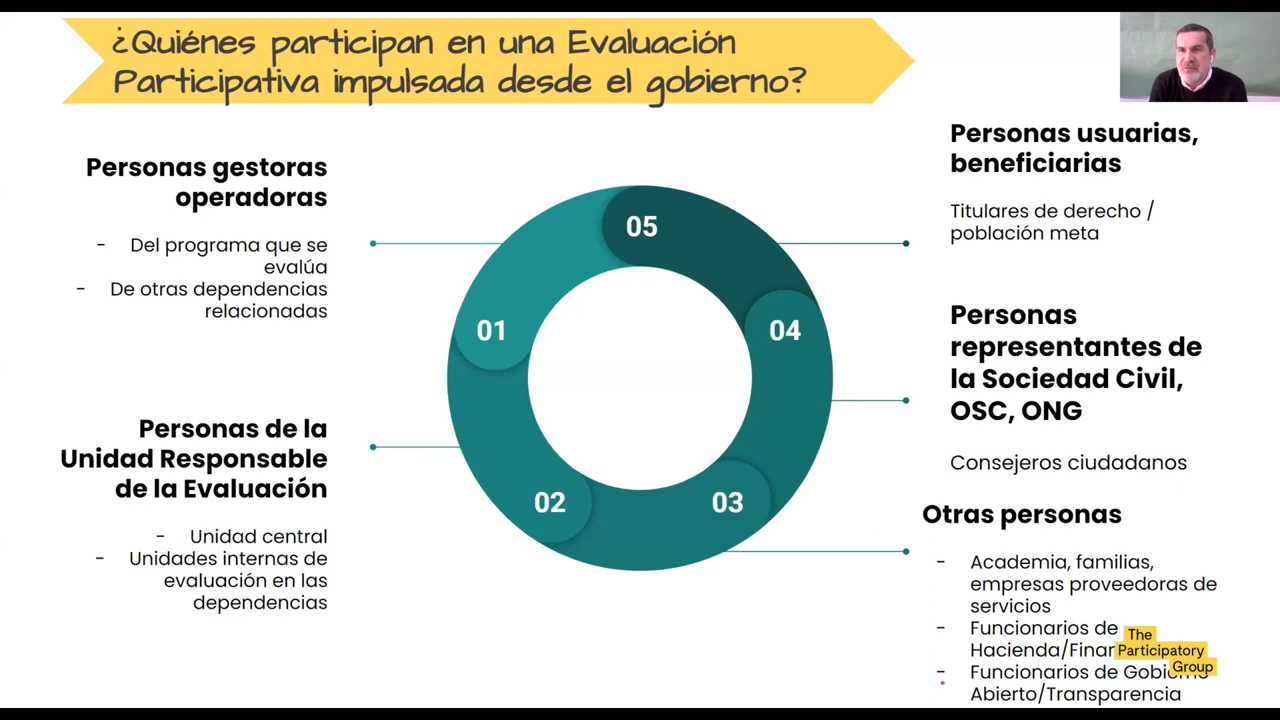 ¿Quiénes participan en una Evaluación
Participativa impulsada desde el gobierno?
Personas gestoras
operadoras
- Del programa que se
evalúa
- De otras dependencias
relacionadas
Personas de la
Unidad Responsable
de la Evaluación
- Unidad central
- Unidades internas de
evaluación en las
dependencias
05
01
04
02
03
Personas usuarias,
beneficiarias
Titulares de derecho /
población meta
Personas
representantes de
la Sociedad Civil,
OSC, ONG
Consejeros ciudadanos
Otras personas
- Academia, familias,
empresas proveedoras de
servicios
- Funcionarios de
Hacienda/
- Funcionarios de Gobierno
Abierto/Transparencia
The
Participatory
Group